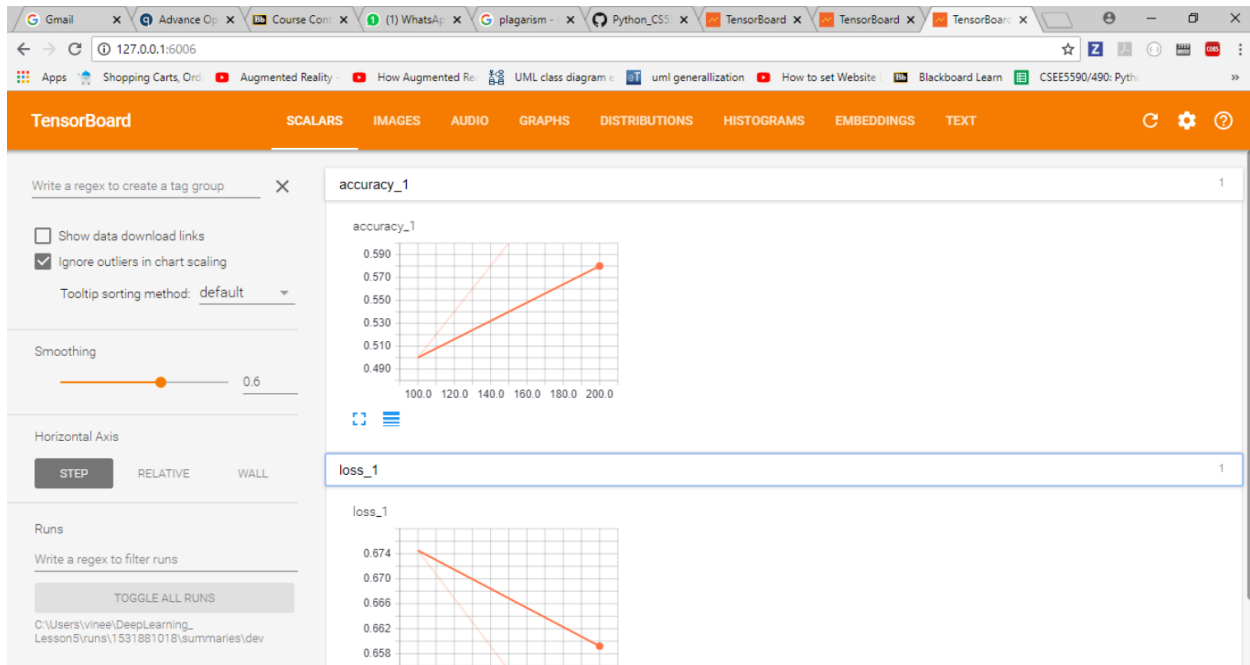 Gmail
Advance Op
Course Cont
(1) WhatsAp
plagarism -
Python_CS5
TensorBoard
TensorBoard
TensorBoard
127.0.0.1:6006
Apps
Shopping Carts, Ord
Augmented Reality -
How Augmented Re
UML class diagram e
uml generallization
How to set Website
Blackboard Learn
CSEE5590/490: Pytho
»
TensorBoard
SCALARS
IMAGES
AUDIO
GRAPHS
DISTRIBUTIONS
HISTOGRAMS
EMBEDDINGS
TEXT
Write a regex to create a tag group
Show data download links
Ignore outliers in chart scaling
Tooltip sorting method: default
Smoothing
0.6
Horizontal Axis
STEP
RELATIVE
WALL
Runs
Write a regex to filter runs
TOGGLE ALL RUNS
C:\Users\vinee\DeepLearning_
Lesson5\runs\1531881018\summaries\dev
accuracy_1
1
accuracy_1
0.590
0.570
0.550
0.530
0.510
0.490
100.0 120.0 140.0 160.0 180.0 200.0
loss_1
1
loss_1
0.674
0.670
0.666
0.662
0.658